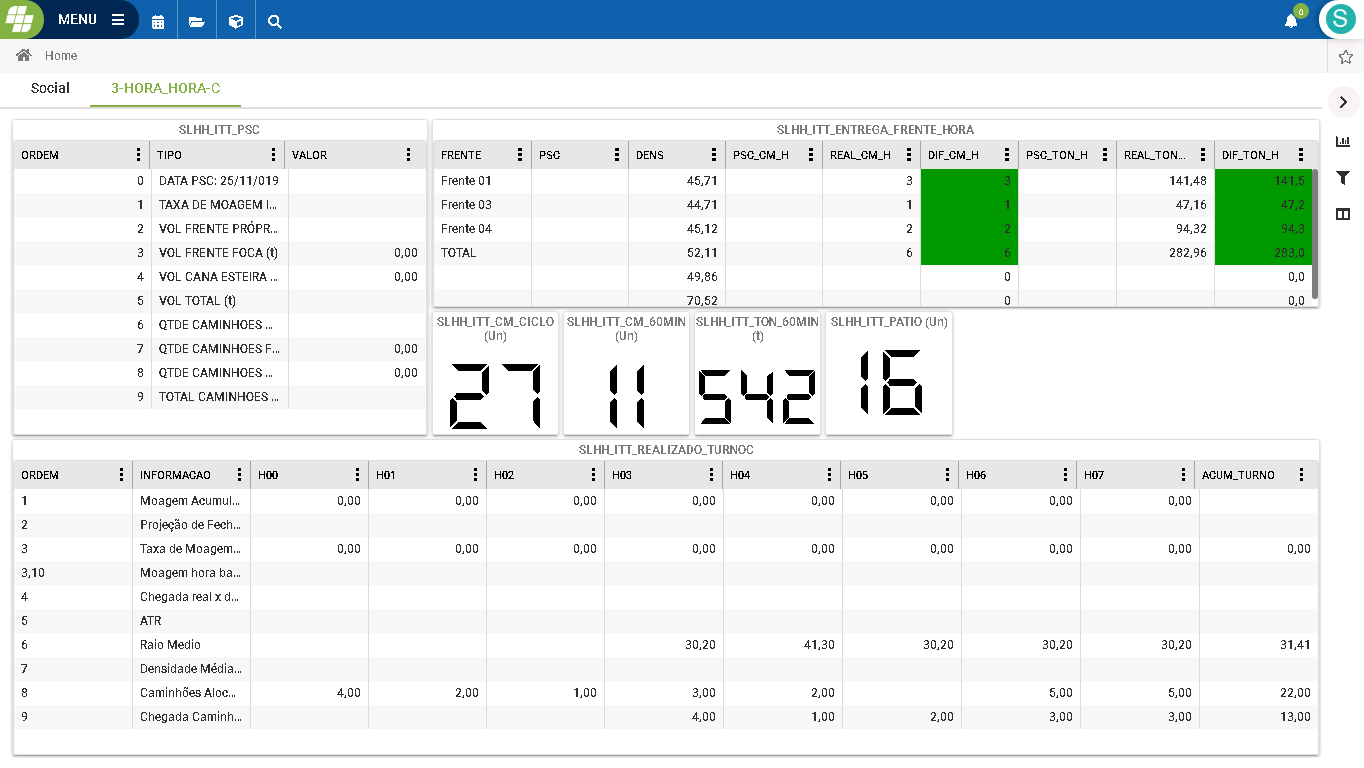 MENU
0
S
Home
Social 3-HORA_HORA-C
SLHH_ITT_PSC
ORDEM TIPO VALOR
0 DATA PSC: 25/11/019
1 TAXA DE MOAGEM I...
2 VOL FRENTE PRÓPR...
3 VOL FRENTE FOCA (t) 0,00
4 VOL CANA ESTEIRA ... 0,00
5 VOL TOTAL (t)
6 QTDE CAMINHOES ...
7 QTDE CAMINHOES F... 0,00
8 QTDE CAMINHOES ... 0,00
9 TOTAL CAMINHOES ...
SLHH_ITT_ENTREGA_FRENTE_HORA
FRENTE PSC DENS PSC_CM_H REAL_CM_H DIF_CM_H PSC_TON_H REAL_TON... DIF_TON_H
Frente 01 45,71 3 3 141,48 141,5
Frente 03 44,71 1 1 47,16 47,2
Frente 04 45,12 2 2 94,32 94,3
TOTAL 52,11 6 6 282,96 283,0
49,86 0 0,0
70,52 0 0,0
SLHH_ITT_CM_CICLO
(Un)
27
SLHH_ITT_CM_60MIN
(Un)
11
SLHH_ITT_TON_60MIN
(t)
542
SLHH_ITT_PATIO (Un)
16
SLHH_ITT_REALIZADO_TURNOC
ORDEM INFORMACAO H00 H01 H02 H03 H04 H05 H06 H07 ACUM_TURNO
1 Moagem Acumul... 0,00 0,00 0,00 0,00 0,00 0,00 0,00 0,00
2 Projeção de Fech...
3 Taxa de Moagem... 0,00 0,00 0,00 0,00 0,00 0,00 0,00 0,00 0,00
3,10 Moagem hora ba...
4 Chegada real x d...
5 ATR
6 Raio Medio 30,20 41,30 30,20 30,20 30,20 31,41
7 Densidade Média...
8 Caminhões Aloc... 4,00 2,00 1,00 3,00 2,00 5,00 5,00 22,00
9 Chegada Caminh... 4,00 1,00 2,00 3,00 3,00 13,00